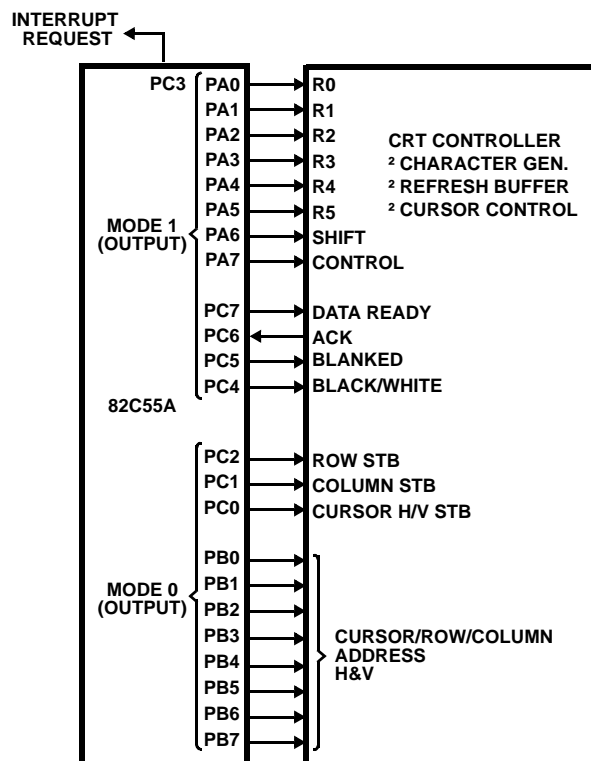 INTERRUPT
REQUEST
PC3 PA0 R0
PA1 R1
PA2 R2
PA3 R3
PA4 R4
PA5 R5
PA6 SHIFT
PA7 CONTROL
CRT CONTROLLER
² CHARACTER GEN.
² REFRESH BUFFER
² CURSOR CONTROL
MODE 1
(OUTPUT)
PC7 DATA READY
PC6 ACK
PC5 BLANKED
PC4 BLACK/WHITE
82C55A
PC2 ROW STB
PC1 COLUMN STB
PC0 CURSOR H/V STB
MODE 0
(OUTPUT)
PB0
PB1
PB2
PB3
PB4
PB5
PB6
PB7
CURSOR/ROW/COLUMN
ADDRESS
H&V